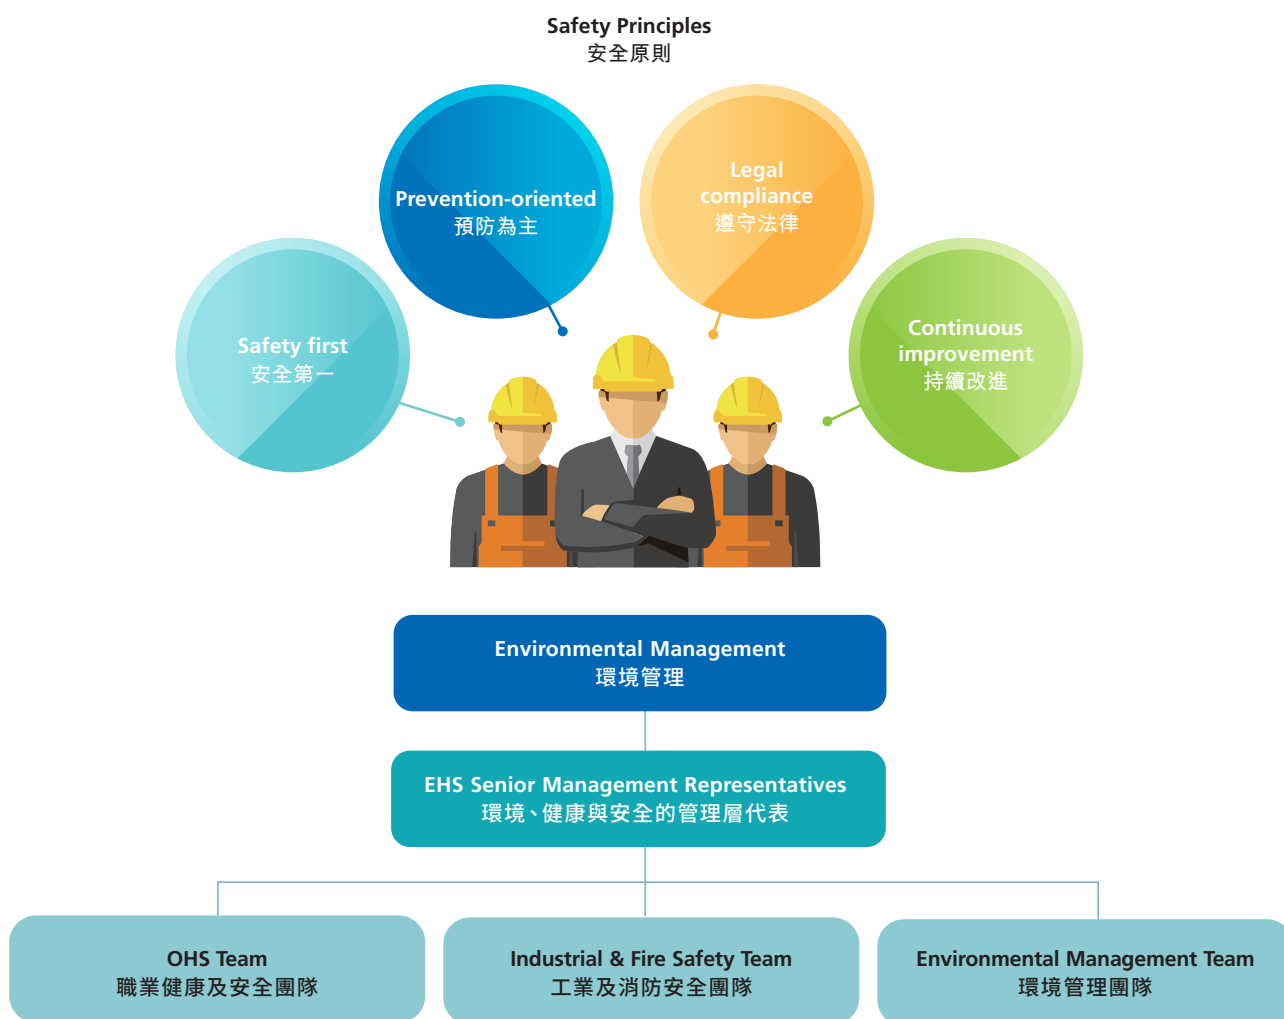 Safety Principles
安全原則
Prevention-oriented
預防為主
Legal
compliance
遵守法律
Safety first
安全第一
Continuous
improvement
持續改進
Environmental Management
環境管理
EHS Senior Management Representatives
環境、健康與安全的管理層代表
OHS Team
職業健康及安全團隊
Industrial & Fire Safety Team
工業及消防安全團隊
Environmental Management Team
環境管理團隊